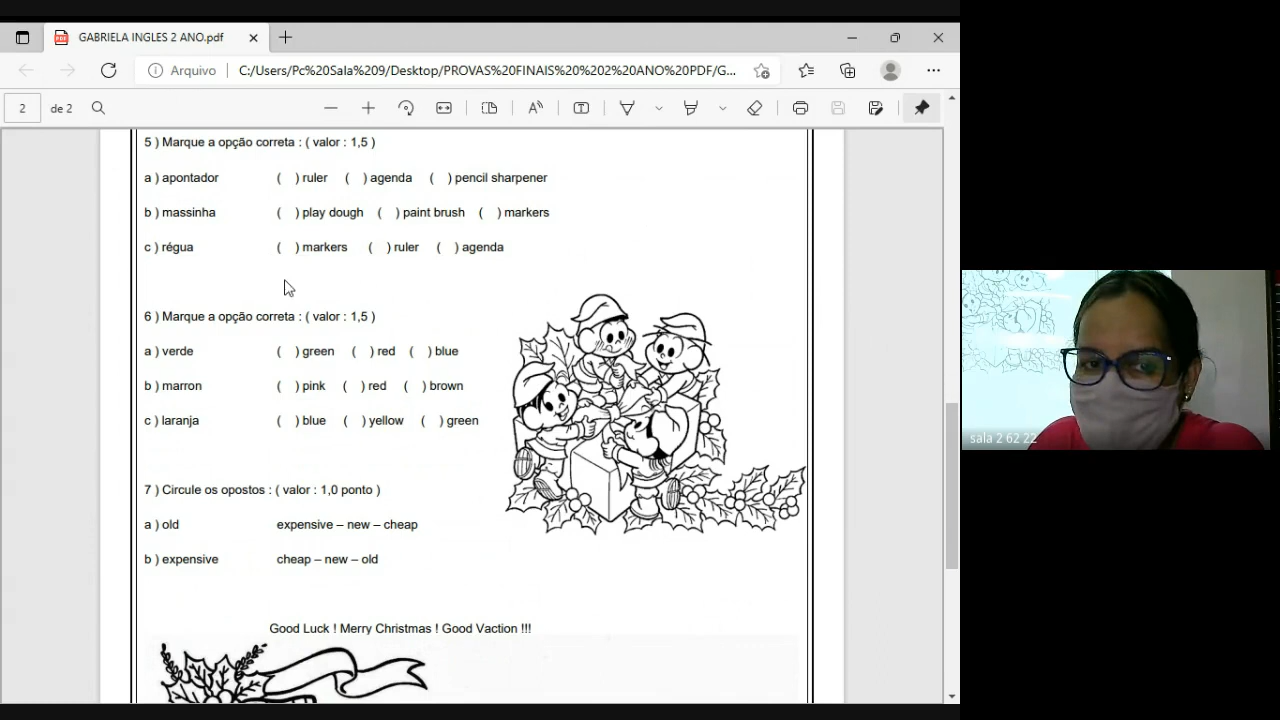 GABRIELA INGLES 2 ANO.pdf
Arquivo C:/Users/Pc%20Sala%209/Desktop/PROVAS%20FINAIS%20%202%20ANO%20PDF/G...
2 de 2
5 ) Marque a opção correta : ( valor : 1,5 )
a ) apontador ( ) ruler ( ) agenda ( ) pencil sharpener
b ) massinha ( ) play dough ( ) paint brush ( ) markers
c ) régua ( ) markers ( ) ruler ( ) agenda
6 ) Marque a opção correta : ( valor : 1,5 )
a ) verde ( ) green ( ) red ( ) blue
b ) marron ( ) pink ( ) red ( ) brown
c ) laranja ( ) blue ( ) yellow ( ) green
7 ) Circule os opostos : ( valor : 1,0 ponto )
a ) old expensive – new – cheap
b ) expensive cheap – new – old
Good Luck ! Merry Christmas ! Good Vaction !!!
sala 2 62 22